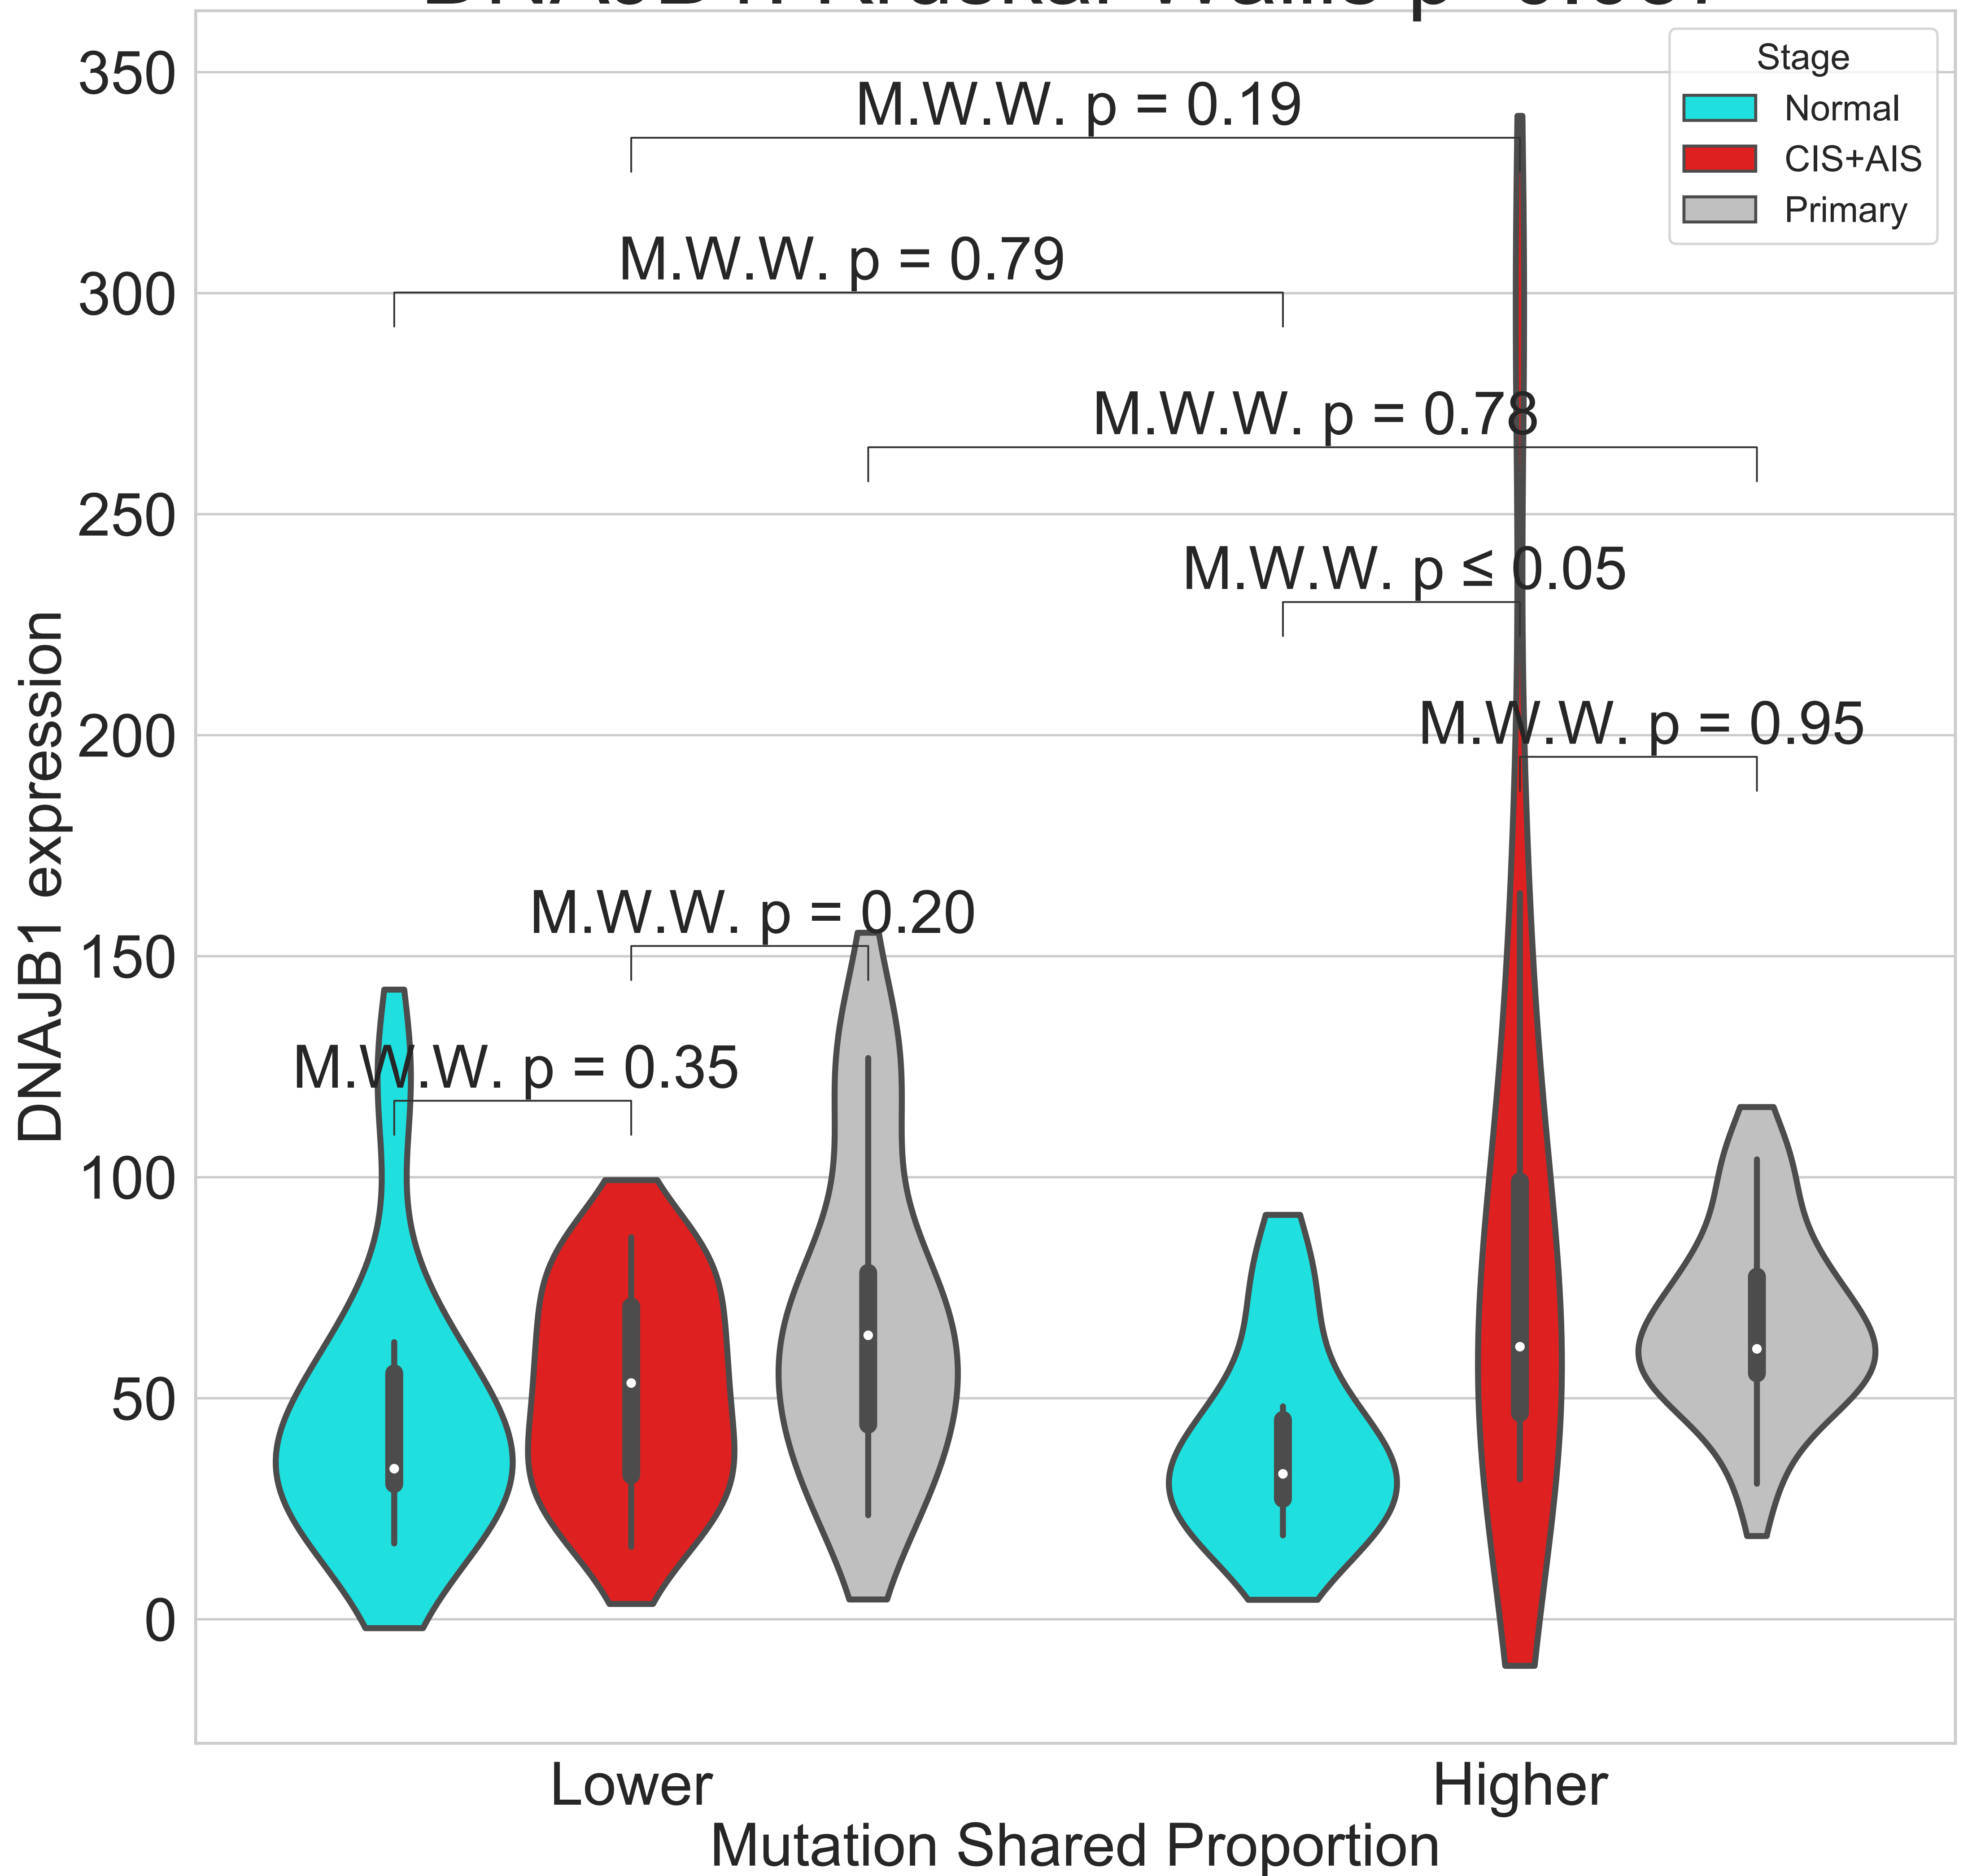 350
300
250
200
150
100
50
0
DNAJB1 expression
M.W.W. p = 0.19
M.W.W. p = 0.79
M.W.W. p = 0.78
M.W.W. p ≤ 0.05
M.W.W. p = 0.95
M.W.W. p = 0.20
M.W.W. p = 0.35
Stage
Normal
CIS+AIS
Primary
Lower
Higher
Mutation Shared Proportion